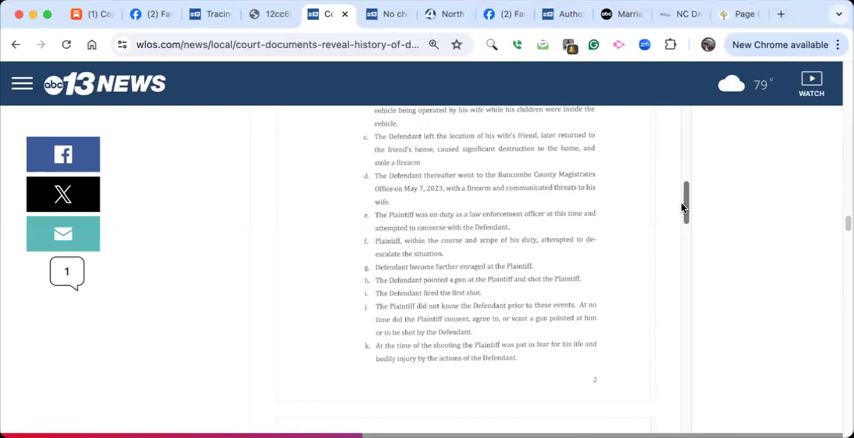 (1) Co
(2) Fa
Tracing
12cc6
Co
No chi
North
(2) Fa
Autho
Marria
NC DA
Page
wlos.com/news/local/court-documents-reveal-history-of-d...
New Chrome available
abc 13 NEWS
79°
WATCH
1
vehicle being operated by his wife while his children were inside the
vehicle.
c. The Defendant left the location of his wife's friend, later returned to
the friend's home, caused significant destruction to the home, and
stole a firearm
d. The Defendant thereafter went to the Buncombe County Magistrates
Office on May 7, 2023, with a firearm and communicated threats to his
wife.
e. The Plaintiff was on duty as a law enforcement officer at this time and
attempted to converse with the Defendant.
f. Plaintiff, within the course and scope of his duty, attempted to de-
escalate the situation.
g. Defendant become farther enraged at the Plaintiff.
h. The Defendant pointed a gun at the Plaintiff and shot the Plaintiff.
i. The Defendant fired the first shot.
j. The Plaintiff did not know the Defendant prior to these events. At no
time did the Plaintiff consent, agree to, or want a gun pointed at him
or to be shot by the Defendant.
k. At the time of the shooting the Plaintiff was put in fear for his life and
bodily injury by the actions of the Defendant.
2